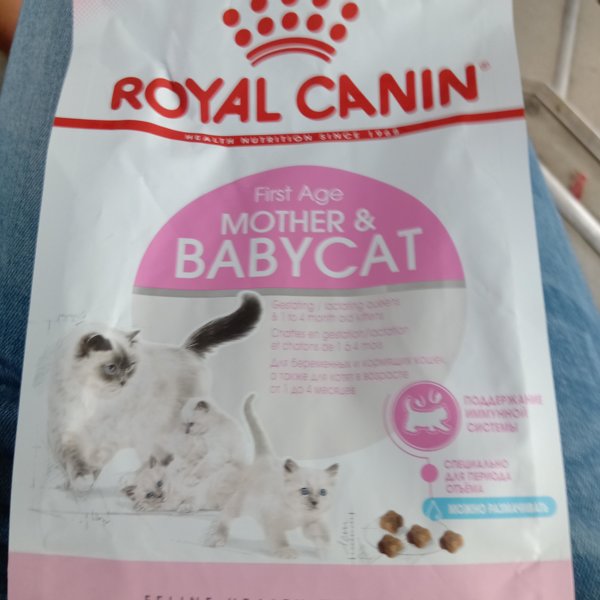 ROYAL CANIN®
HEALTH NUTRITION SINCE 1968
First Age
MOTHER &
BABYCAT
Gestating / lactating queens
& 1 to 4 month old kittens
Chattes en gestation/lactation
et chatons de 1 à 4 mois
Для беременных и кормящих кошек,
а также для котят в возрасте
от 1 до 4 месяцев
ПОДДЕРЖАНИЕ
ИММУННОЙ
СИСТЕМЫ
СПЕЦИАЛЬНО
ДЛЯ ПЕРИОДА
ОТЪЕМА
МОЖНО РАЗМАЧИВАТЬ
FELINE